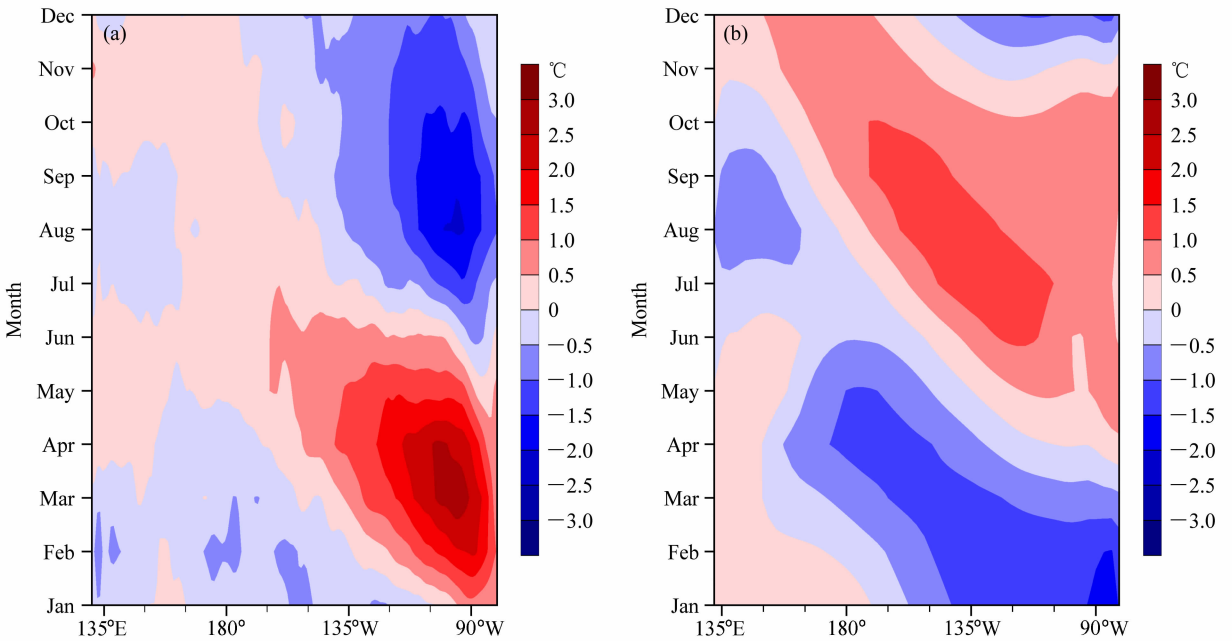 (a)
Month
Dec
Nov
Oct
Sep
Aug
Jul
Jun
May
Apr
Mar
Feb
Jan
135°E
180°
135°W
90°W
℃
3.0
2.5
2.0
1.5
1.0
0.5
0
−0.5
−1.0
−1.5
−2.0
−2.5
−3.0
(b)
Month
Dec
Nov
Oct
Sep
Aug
Jul
Jun
May
Apr
Mar
Feb
Jan
135°E
180°
135°W
90°W
℃
3.0
2.5
2.0
1.5
1.0
0.5
0
−0.5
−1.0
−1.5
−2.0
−2.5
−3.0